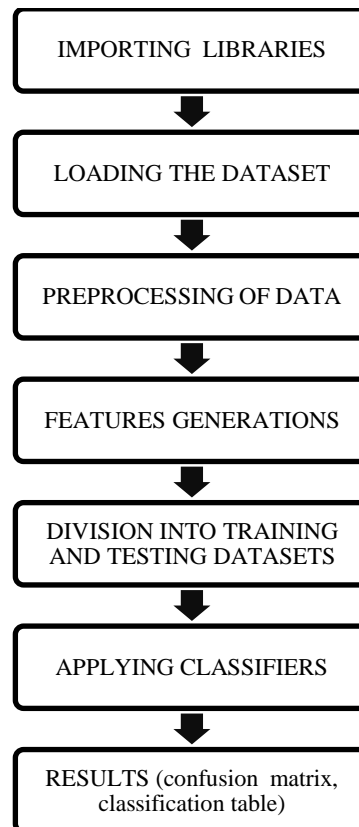 IMPORTING LIBRARIES
LOADING THE DATASET
PREPROCESSING OF DATA
FEATURES GENERATIONS
DIVISION INTO TRAINING
AND TESTING DATASETS
APPLYING CLASSIFIERS
RESULTS (confusion matrix,
classification table)